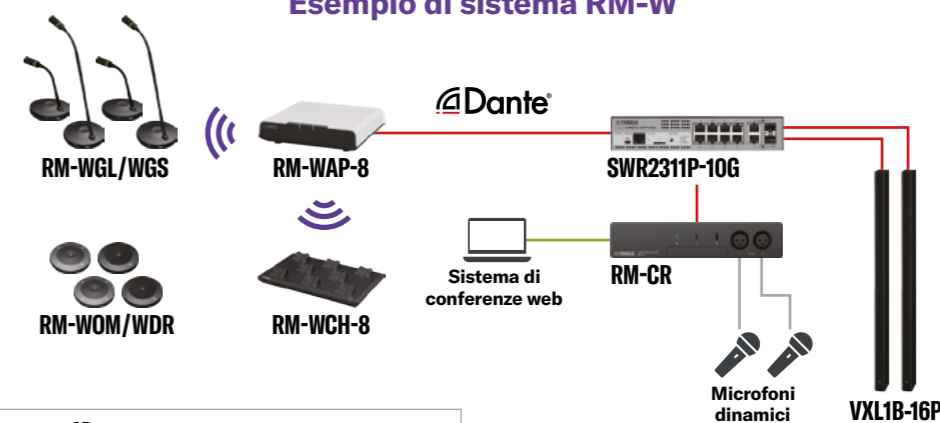 Esempio di sistema RM-W
Dante®
RM-WGL/WGS
RM-WAP-8
SWR2311P-10G
Sistema di
conferenze web
RM-CR
RM-WOM/WDR
RM-WCH-8
Microfoni
dinamici
VXL1B-16P